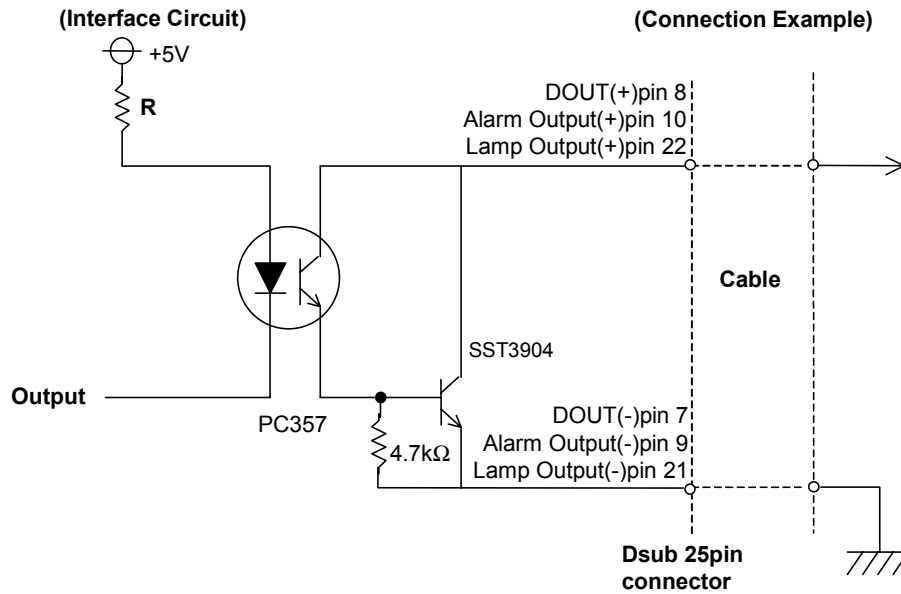 (Interface Circuit)
(Connection Example)
+5V
R
DOUT(+)pin 8
Alarm Output(+)pin 10
Lamp Output(+)pin 22
Cable
SST3904
Output
PC357
4.7kΩ
DOUT(-)pin 7
Alarm Output(-)pin 9
Lamp Output(-)pin 21
Dsub 25pin
connector